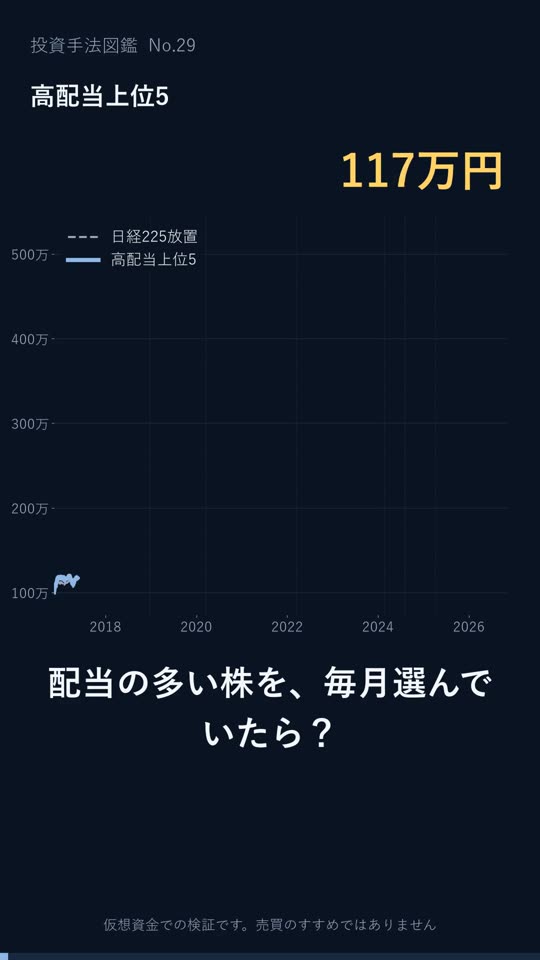 投資手法図鑑 No.29
高配当上位5
117万円
日経225放置
高配当上位5
500万
400万
300万
200万
100万
2018 2020 2022 2024 2026
配当の多い株を、毎月選んで
いたら？
仮想資金での検証です。売買のすすめではありません